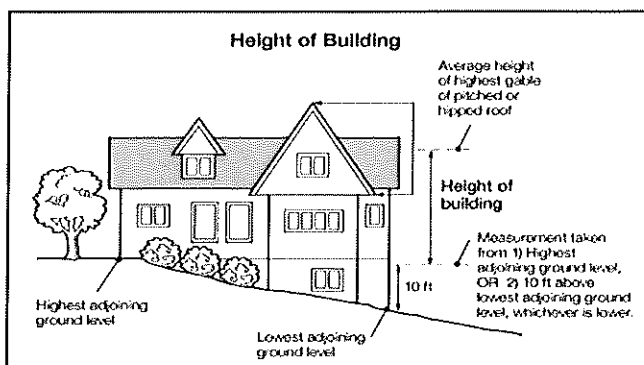 Height of Building
Average height
of highest gable
of pitched or
hipped roof
Height of
building
Measurement taken
from 1) Highest
adjoining ground
level,
OR 2) 10 ft above
lowest adjoining ground
level, whichever is lower.
10 ft
Highest adjoining
ground level
Lowest adjoining
ground level